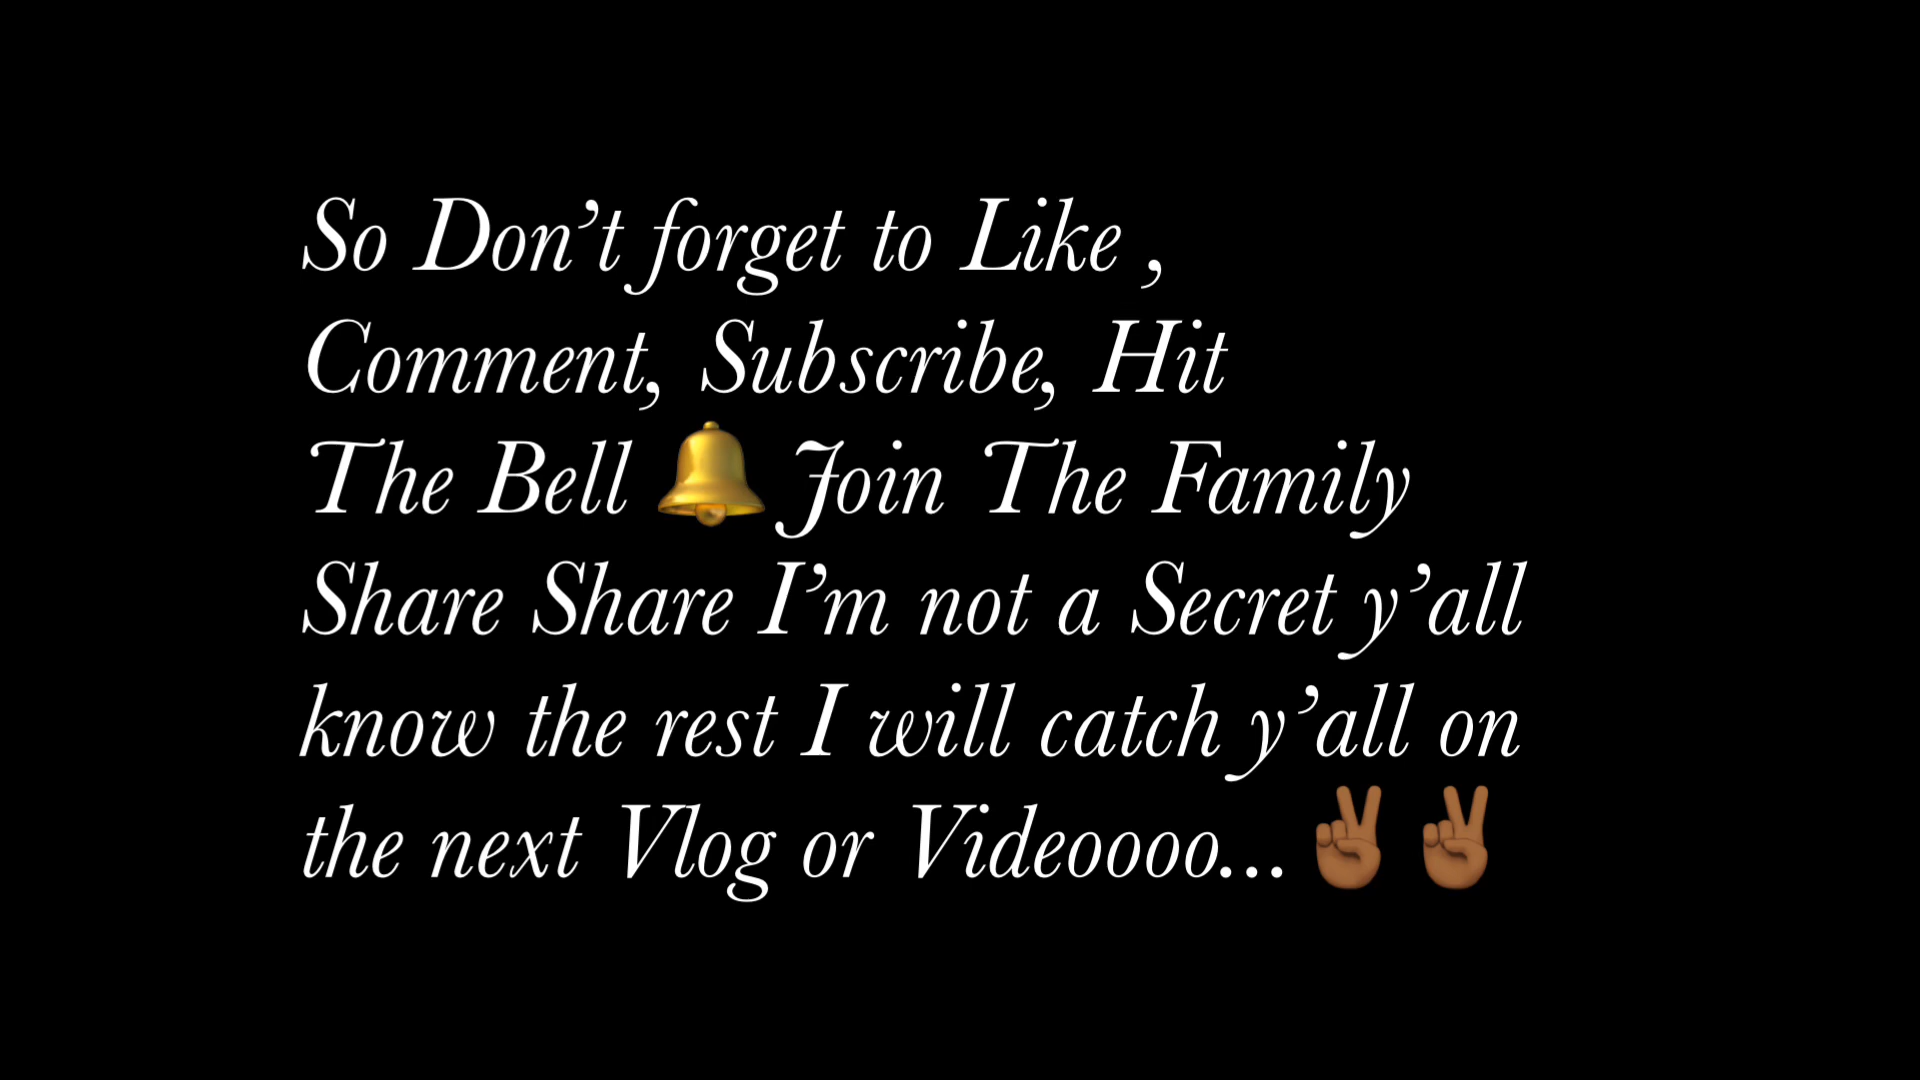 So Don’t forget to Like ,
Comment, Subscribe, Hit
The Bell 🔔 Join The Family
Share Share I’m not a Secret y’all
know the rest I will catch y’all on
the next Vlog or Videoooo...✌🏾✌🏾